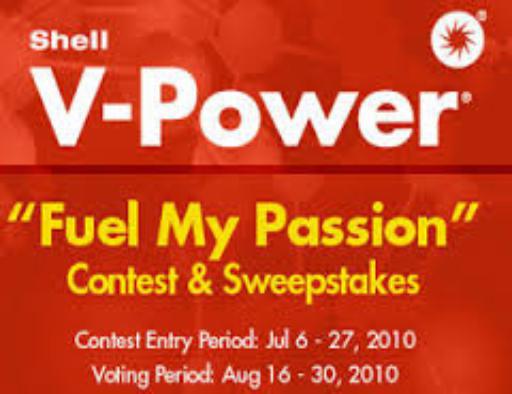 Shell
V-Power®
"Fuel My Passion"
Contest & Sweepstakes
Contest Entry Period: Jul 6 - 27, 2010
Voting Period: Aug 16 - 30, 2010